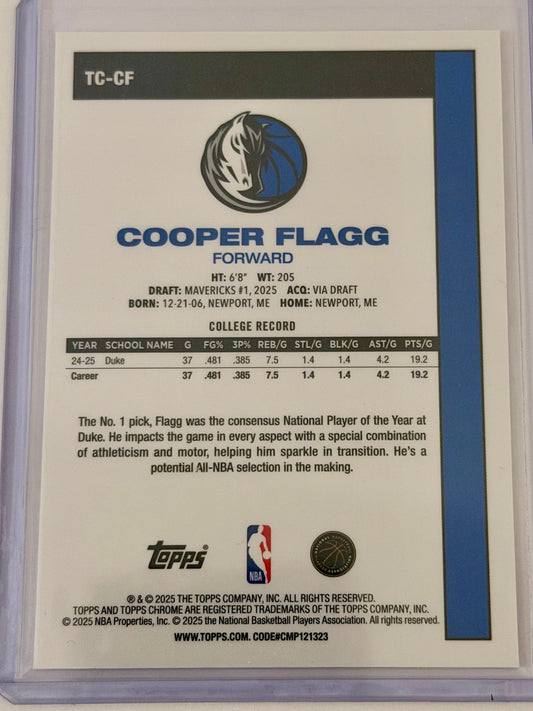 TC-CF
COOPER FLAGG
FORWARD
HT: 6'8" WT: 205
DRAFT: MAVERICKS #1, 2025 ACQ: VIA DRAFT
BORN: 12-21-06, NEWPORT, ME HOME: NEWPORT, ME
COLLEGE RECORD
YEAR SCHOOL NAME G FG% 3P% REB/G STL/G BLK/G AST/G PTS/G
24-25 Duke 37 .481 .385 7.5 1.4 1.4 4.2 19.2
Career 37 .481 .385 7.5 1.4 1.4 4.2 19.2
The No. 1 pick, Flagg was the consensus National Player of the Year at
Duke. He impacts the game in every aspect with a special combination
of athleticism and motor, helping him sparkle in transition. He's a
potential All-NBA selection in the making.
Topps®
NBA
® & © 2025 THE TOPPS COMPANY, INC. ALL RIGHTS RESERVED.
TOPPS AND TOPPS CHROME ARE REGISTERED TRADEMARKS OF THE TOPPS COMPANY, INC.
© 2025 NBA Properties, Inc. © 2025 the National Basketball Players Association. All rights reserved.
WWW.TOPPS.COM. CODE#CMP121323